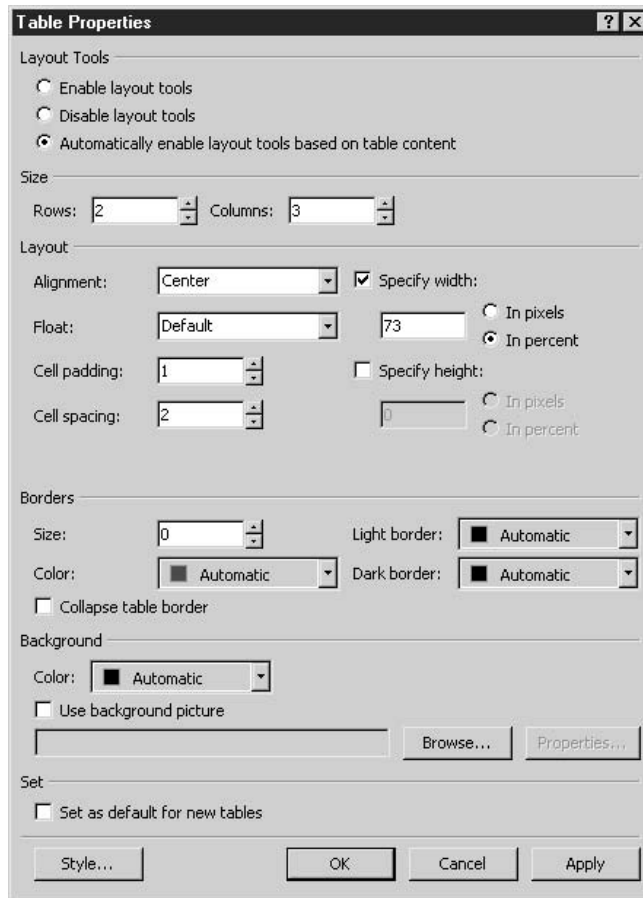 Table Properties
Layout Tools
Enable layout tools
Disable layout tools
Automatically enable layout tools based on table content
Size
Rows: 2 Columns: 3
Layout
Alignment: Center Specify width:
Float: Default 73 In pixels
In percent
Cell padding: 1 Specify height:
Cell spacing: 2 0 In pixels
In percent
Borders
Size: 0 Light border: Automatic
Color: Automatic Dark border: Automatic
Collapse table border
Background
Color: Automatic
Use background picture
Browse... Properties...
Set
Set as default for new tables
Style... OK Cancel Apply